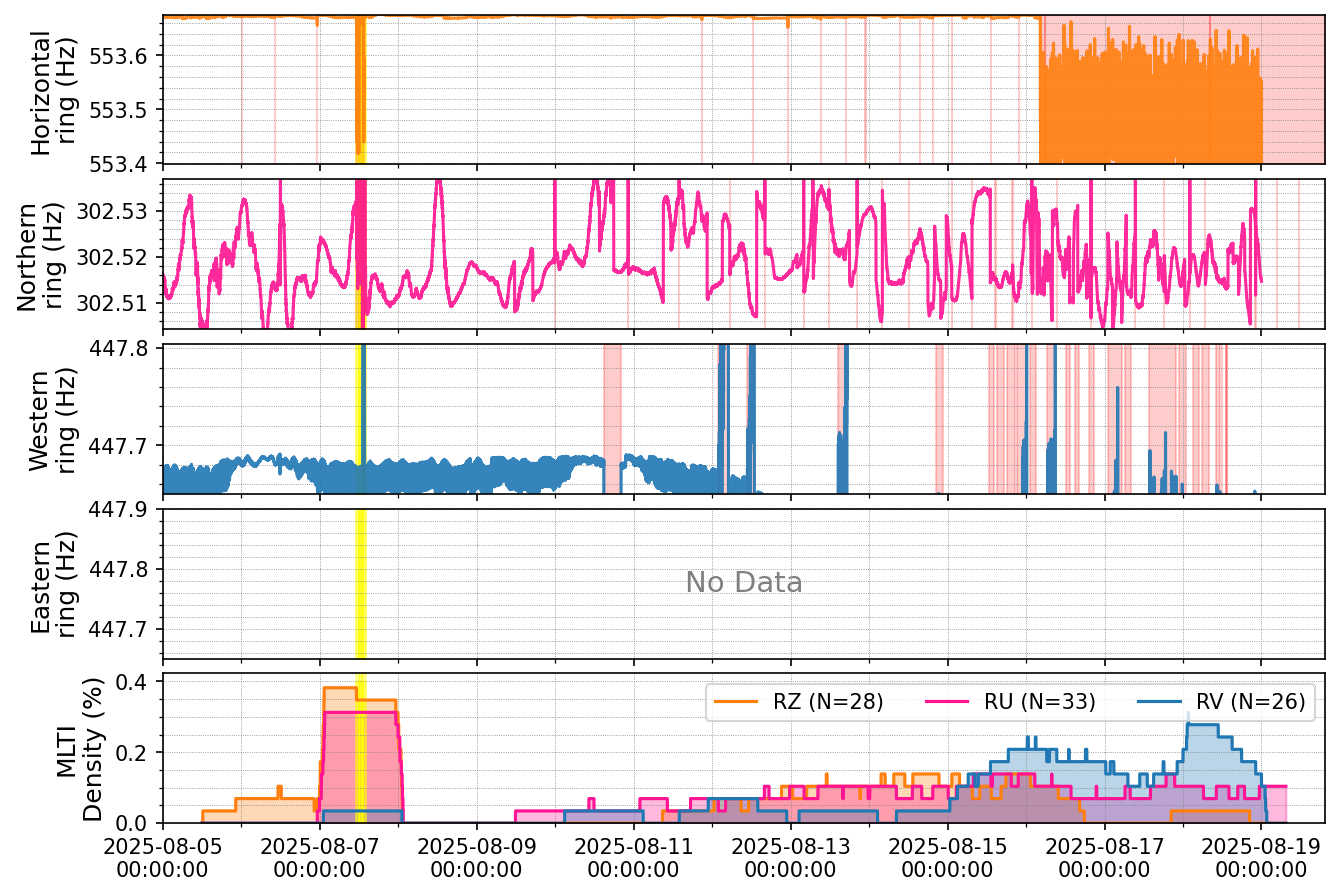 Horizontal
ring (Hz)
553.6
553.5
553.4
Northern
ring (Hz)
302.53
302.52
302.51
Western
ring (Hz)
447.8
447.7
Eastern
ring (Hz)
447.9
447.8
447.7
No Data
MLTI
Density (%)
0.4
0.2
0.0
RZ (N=28) RU (N=33) RV (N=26)
2025-08-05 2025-08-07 2025-08-09 2025-08-11 2025-08-13 2025-08-15 2025-08-17 2025-08-19
00:00:00 00:00:00 00:00:00 00:00:00 00:00:00 00:00:00 00:00:00 00:00:00